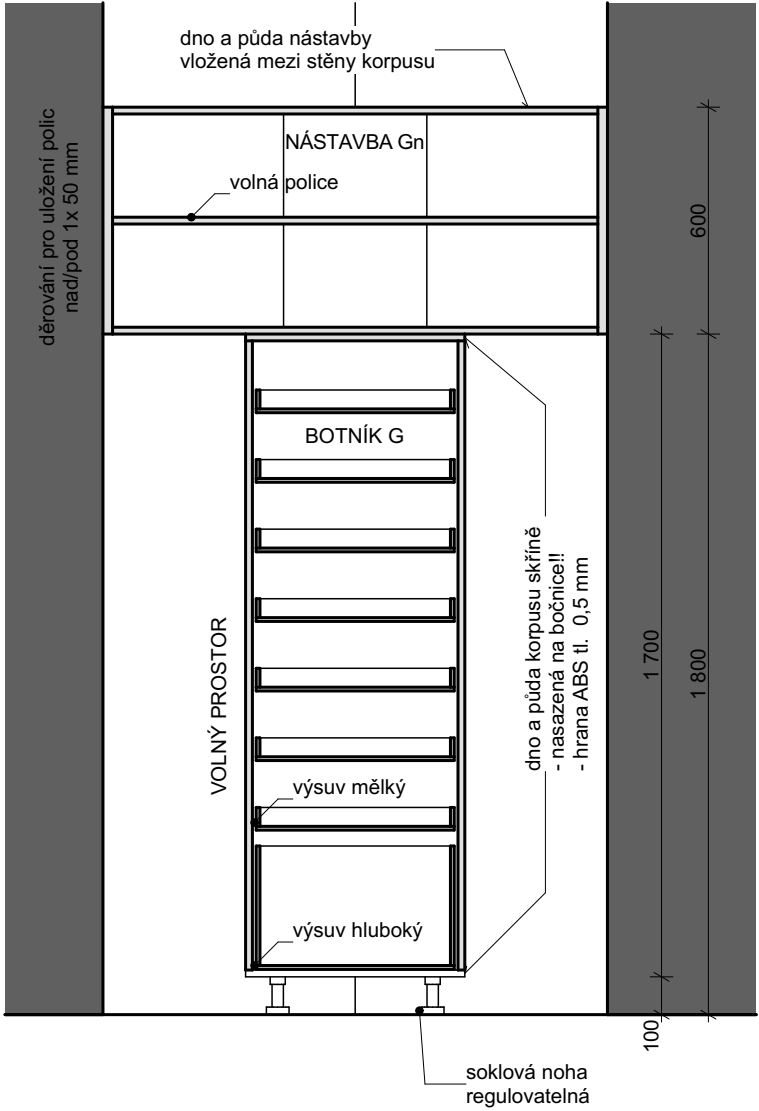 dno a půda nástavby
vložená mezi stěny korpusu
NÁSTAVBA Gn
volná police
děrování pro uložení polic
nad/pod 1x 50 mm
600
BOTNÍK G
VOLNÝ PROSTOR
dno a půda korpusu skříně
- nasazená na bočnice!!
- hrana ABS tl. 0,5 mm
1 700
1 800
výsuv mělký
výsuv hluboký
100
soklová noha
regulovatelná